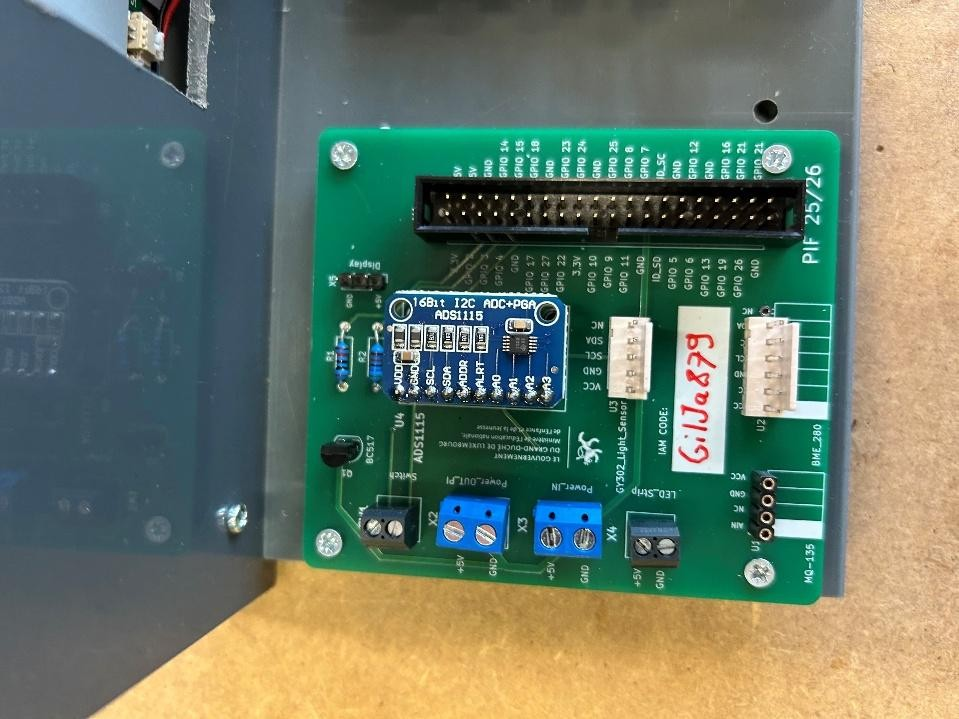 5V
5V
GND
GPIO 14
GPIO 15
GPIO 18
GND
GPIO 23
GPIO 24
GND
GPIO 25
GPIO 8
GPIO 7
ID_SC
GND
GPIO 12
GND
GPIO 16
GPIO 21
GPIO 21
PIF 25/26
GND
GPIO 17
GPIO 27
GPIO 22
3.3V
GPIO 10
GPIO 9
GPIO 11
GND
ID_SD
GPIO 5
GPIO 6
GPIO 13
GPIO 19
GPIO 26
GND
X5
Display
GND
+5V
R1
R2
16Bit I2C ADC+PGA
ADS1115
VDD
GND
SCL
SDA
ADDR
ALRT
A0
A1
A2
A3
U4
ADS1115
NC
SDA
SCL
GND
VCC
U3
GY302_Light_Sensor
IAM CODE:
GilJa879
NC
U2
BME_280
Q1
BC517
LE GOUVERNEMENT
DU GRAND-DUCHÉ DE LUXEMBOURG
Ministère de l'Éducation nationale,
de l'Enfance et de la Jeunesse
Switch
X2
Power_OUT_PI
+5V
GND
X3
Power_IN
+5V
GND
X4
LED_Strip
+5V
GND
VCC
GND
NC
AIN
U1
MQ-135